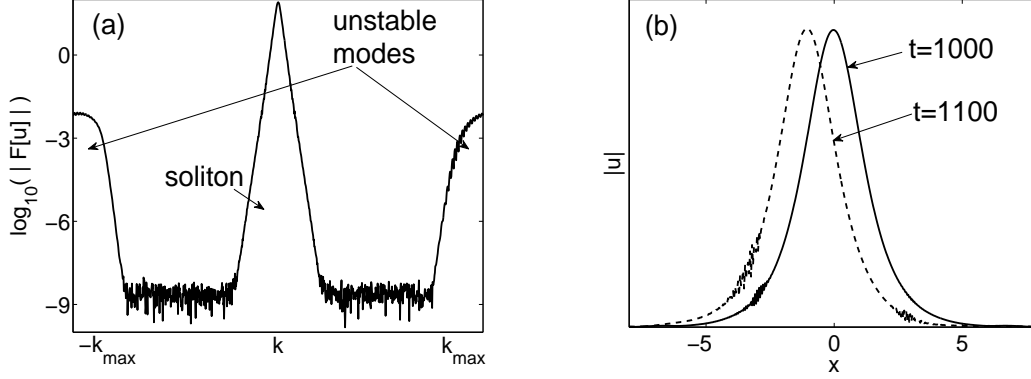 (a)
unstable
modes
soliton
log10( | F[u] | )
0
−3
−6
−9
−kmax
k
kmax
(b)
t=1000
t=1100
|u|
−5
0
5
x